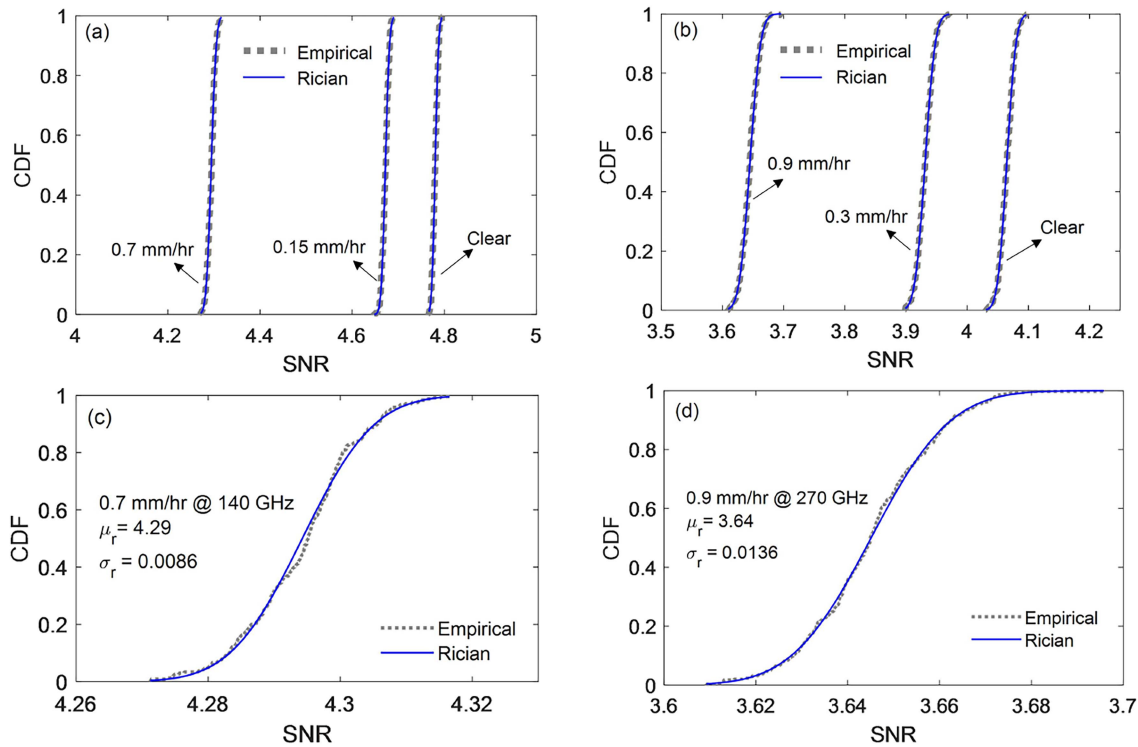 (a)
Empirical
Rician
0.7 mm/hr
0.15 mm/hr
Clear
CDF
1
0.8
0.6
0.4
0.2
0
4
4.2
4.4
4.6
4.8
5
SNR
(b)
Empirical
Rician
0.9 mm/hr
0.3 mm/hr
Clear
CDF
1
0.8
0.6
0.4
0.2
0
3.5
3.6
3.7
3.8
3.9
4
4.1
4.2
SNR
(c)
0.7 mm/hr @ 140 GHz
μr= 4.29
σr = 0.0086
Empirical
Rician
CDF
1
0.8
0.6
0.4
0.2
0
4.26
4.28
4.3
4.32
SNR
(d)
0.9 mm/hr @ 270 GHz
μr= 3.64
σr = 0.0136
Empirical
Rician
CDF
1
0.8
0.6
0.4
0.2
0
3.6
3.62
3.64
3.66
3.68
3.7
SNR